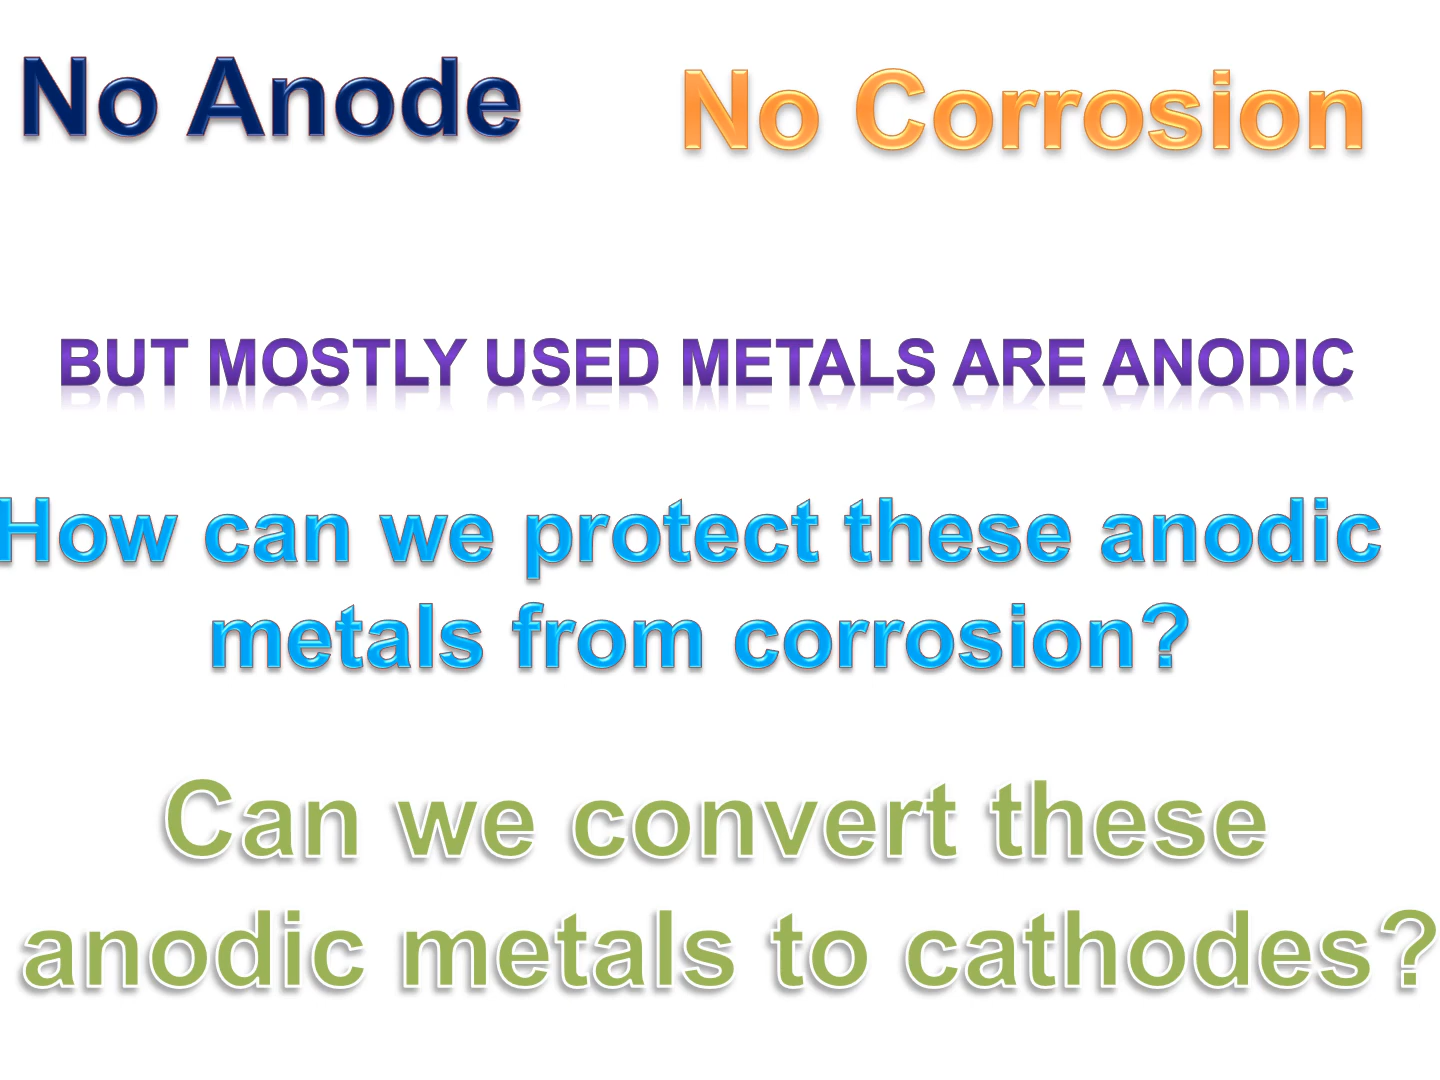 No Anode
No Corrosion
BUT MOSTLY USED METALS ARE ANODIC
How can we protect these anodic
metals from corrosion?
Can we convert these
anodic metals to cathodes?